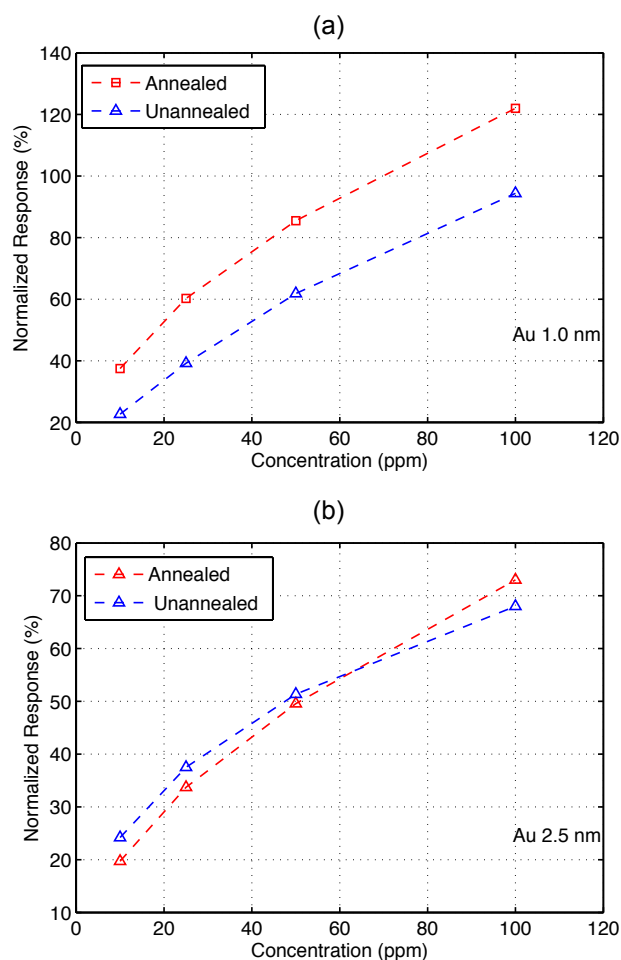 (a)
140
120
100
80
60
40
20
Normalized Response (%)
Annealed
Unannealed
Au 1.0 nm
0 20 40 60 80 100 120
Concentration (ppm)
(b)
80
70
60
50
40
30
20
10
Normalized Response (%)
Annealed
Unannealed
Au 2.5 nm
0 20 40 60 80 100 120
Concentration (ppm)